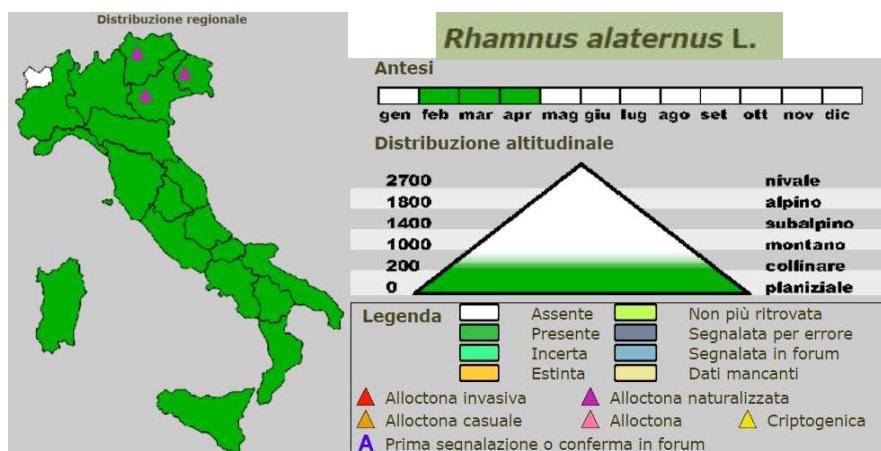 Distribuzione regionale
Rhamnus alaternus L.
Antesi
gen feb mar apr mag giu lug ago set ott nov dic
Distribuzione altitudinale
2700 nivale
1800 alpino
1400 subalpino
1000 montano
200 collinare
0 planiziale
Legenda
Assente Non più ritrovata
Presente Segnalata per errore
Incerta Segnalata in forum
Estinta Dati mancanti
Alloctona invasiva Alloctona naturalizzata
Alloctona casuale Alloctona Criptogenica
A Prima segnalazione o conferma in forum